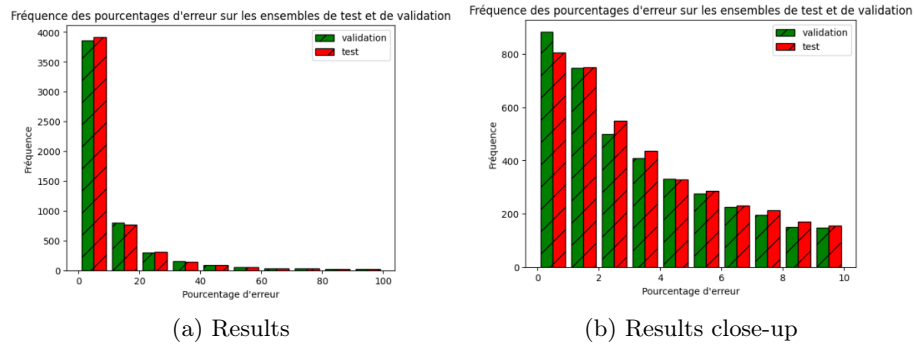 Fréquence des pourcentages d'erreur sur les ensembles de test et de validation
4000
3500
3000
2500
2000
1500
1000
500
0
Fréquence
validation
test
0 20 40 60 80 100
Pourcentage d'erreur
(a) Results
Fréquence des pourcentages d'erreur sur les ensembles de test et de validation
800
600
400
200
0
Fréquence
validation
test
0 2 4 6 8 10
Pourcentage d'erreur
(b) Results close-up